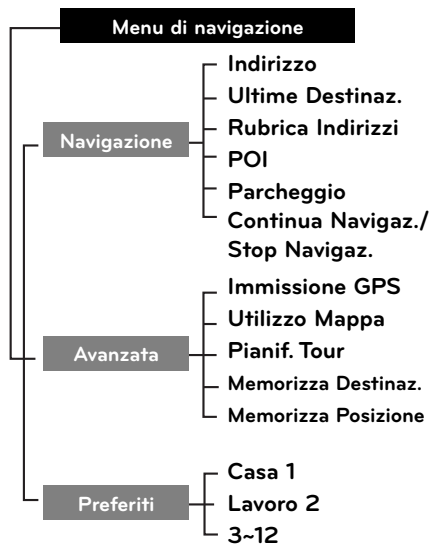 Menu di navigazione
Navigazione
Indirizzo
Ultime Destinaz.
Rubrica Indirizzi
POI
Parcheggio
Continua Navigaz./
Stop Navigaz.
Avanzata
Immissione GPS
Utilizzo Mappa
Pianif. Tour
Memorizza Destinaz.
Memorizza Posizione
Preferiti
Casa 1
Lavoro 2
3~12